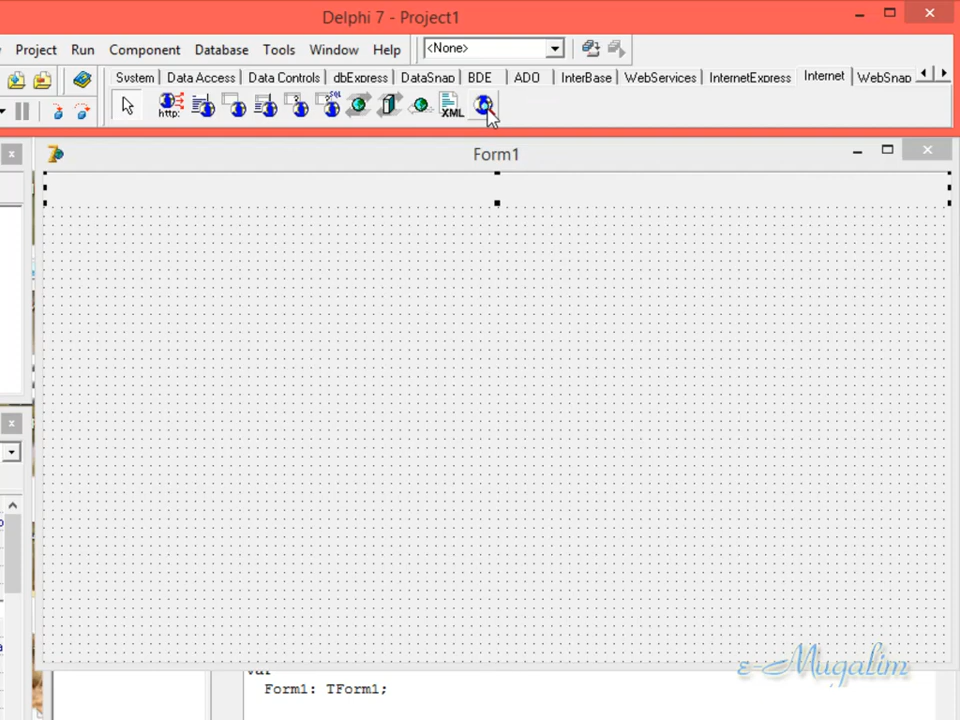 Delphi 7 - Project1
Project Run Component Database Tools Window Help <None>
System Data Access Data Controls dbExpress DataSnap BDE ADO InterBase WebServices InternetExpress Internet WebSnap
http: SQL XML
Form1
Form1: TForm1;
e-Mugalim